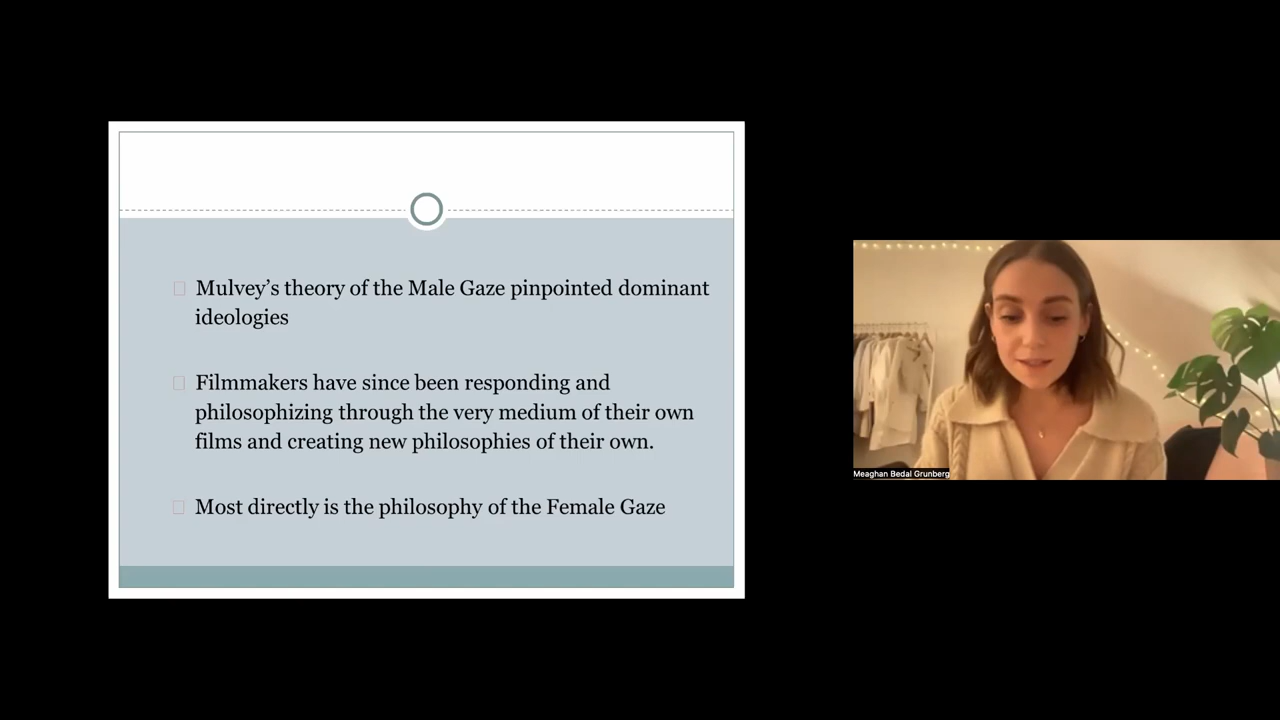 Mulvey’s theory of the Male Gaze pinpointed dominant
ideologies
Filmmakers have since been responding and
philosophizing through the very medium of their own
films and creating new philosophies of their own.
Most directly is the philosophy of the Female Gaze
Meaghan Bedal Grunberg